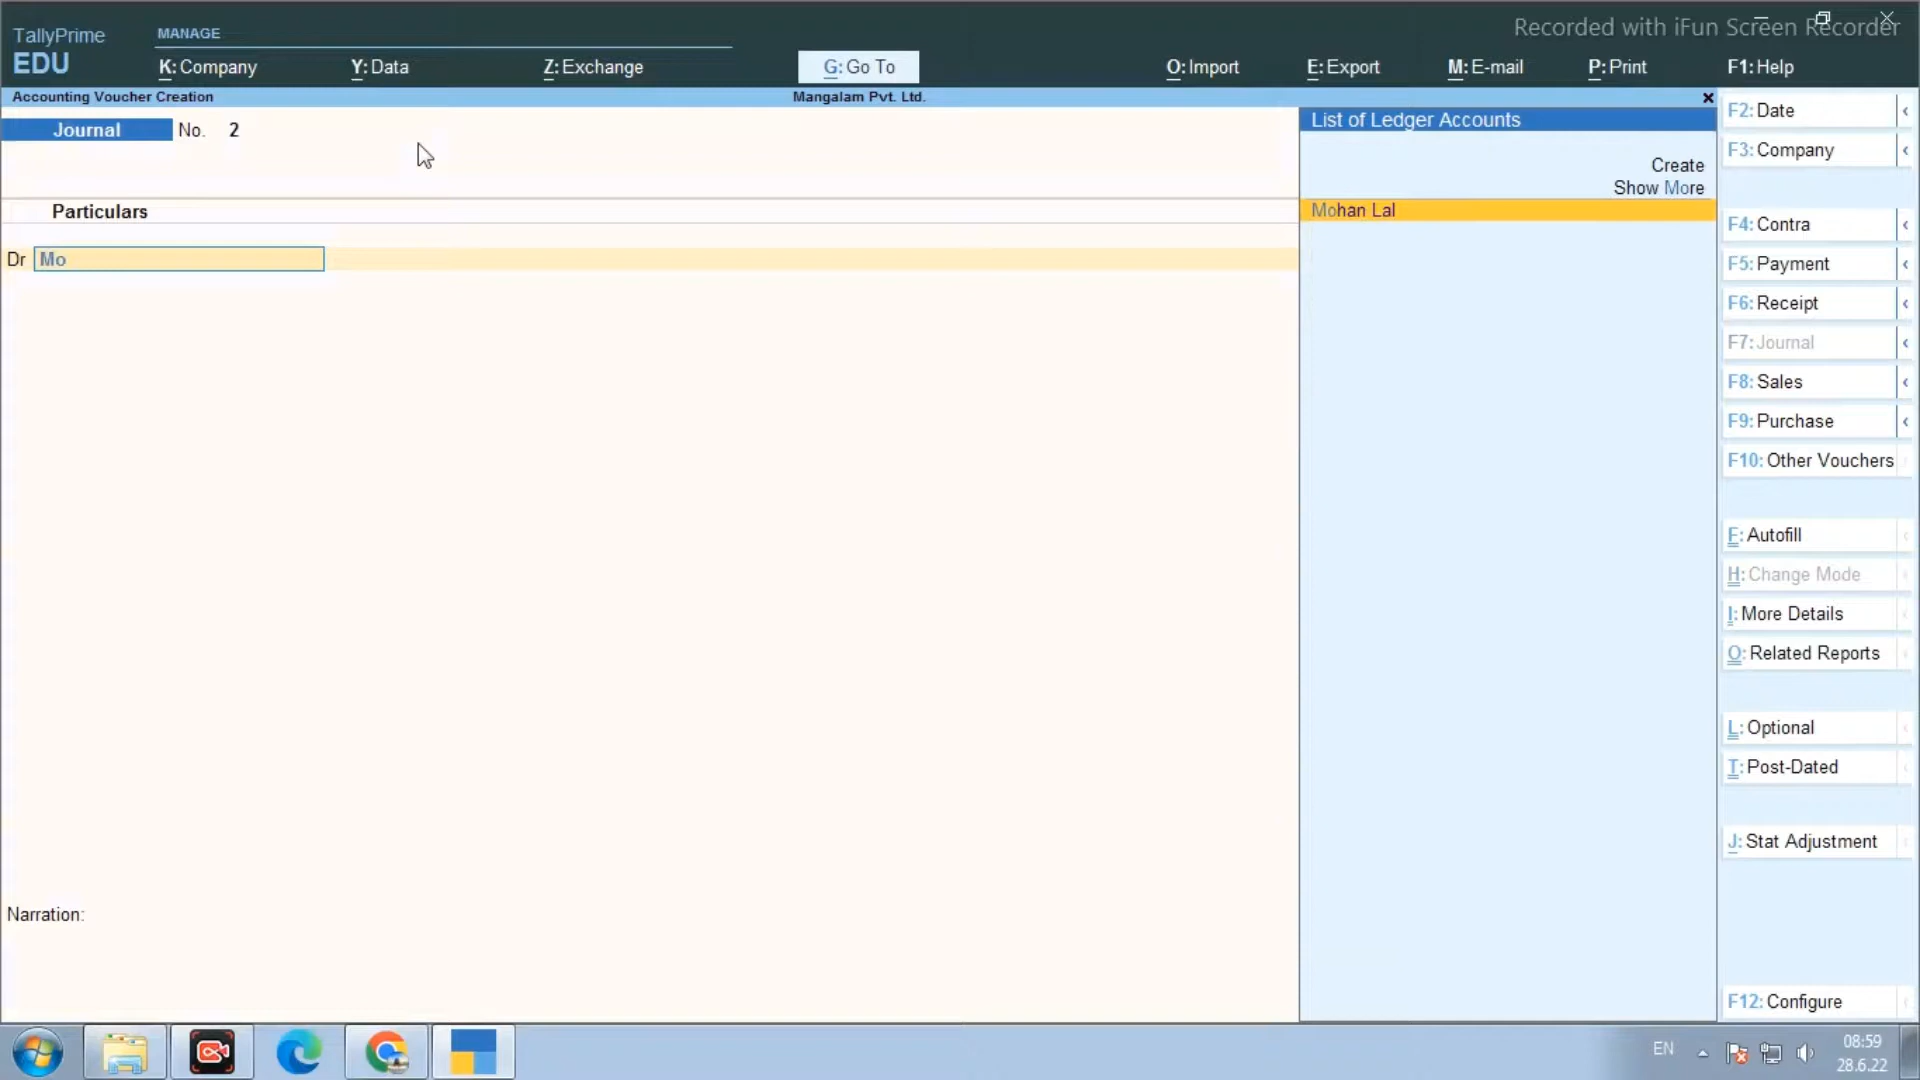 Recorded with iFun Screen Recorder
TallyPrime
EDU
MANAGE
K: Company
Y: Data
Z: Exchange
G: Go To
O: Import
E: Export
M: E-mail
P: Print
F1: Help
Accounting Voucher Creation
Mangalam Pvt. Ltd.
Journal No. 2
Particulars
Dr Mo
Narration:
List of Ledger Accounts
Create
Show More
Mohan Lal
F2: Date
F3: Company
F4: Contra
F5: Payment
F6: Receipt
F7: Journal
F8: Sales
F9: Purchase
F10: Other Vouchers
F: Autofill
H: Change Mode
I: More Details
O: Related Reports
L: Optional
T: Post-Dated
J: Stat Adjustment
F12: Configure
EN
08:59
28.6.22